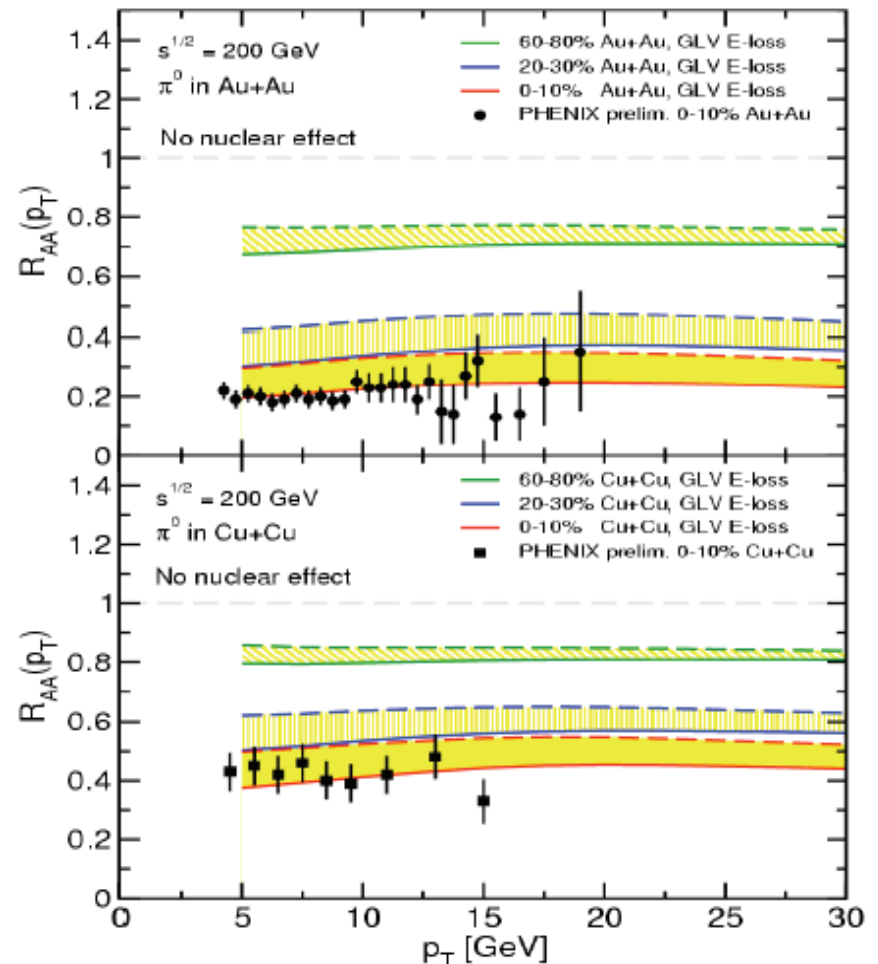 s^{1/2} = 200 GeV
π^0 in Au+Au
No nuclear effect
60-80% Au+Au, GLV E-loss
20-30% Au+Au, GLV E-loss
0-10% Au+Au, GLV E-loss
PHENIX prelim. 0-10% Au+Au
R_{AA}(p_T)
1.4
1.2
1
0.8
0.6
0.4
0.2
0
s^{1/2} = 200 GeV
π^0 in Cu+Cu
No nuclear effect
60-80% Cu+Cu, GLV E-loss
20-30% Cu+Cu, GLV E-loss
0-10% Cu+Cu, GLV E-loss
PHENIX prelim. 0-10% Cu+Cu
R_{AA}(p_T)
1.4
1.2
1
0.8
0.6
0.4
0.2
0
0 5 10 15 20 25 30
p_T [GeV]